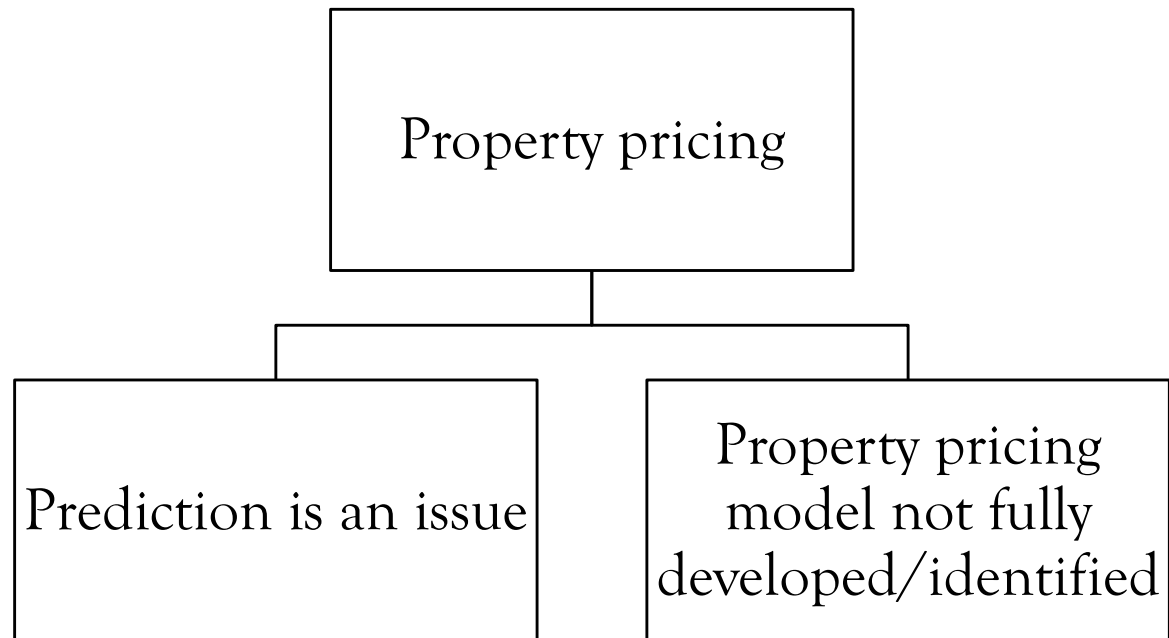 Property pricing
Prediction is an issue
Property pricing
model not fully
developed/identified